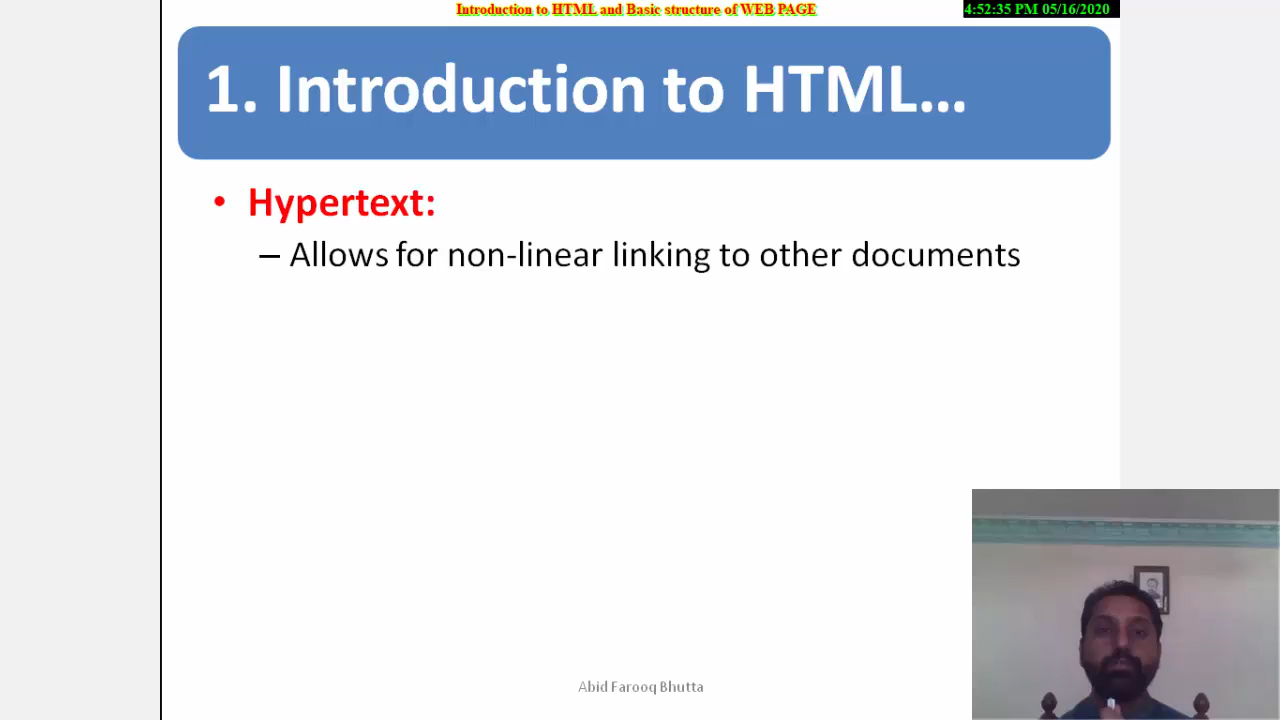 Introduction to HTML and Basic structure of WEB PAGE
4:52:35 PM 05/16/2020
1. Introduction to HTML...
• Hypertext:
– Allows for non-linear linking to other documents
Abid Farooq Bhutta